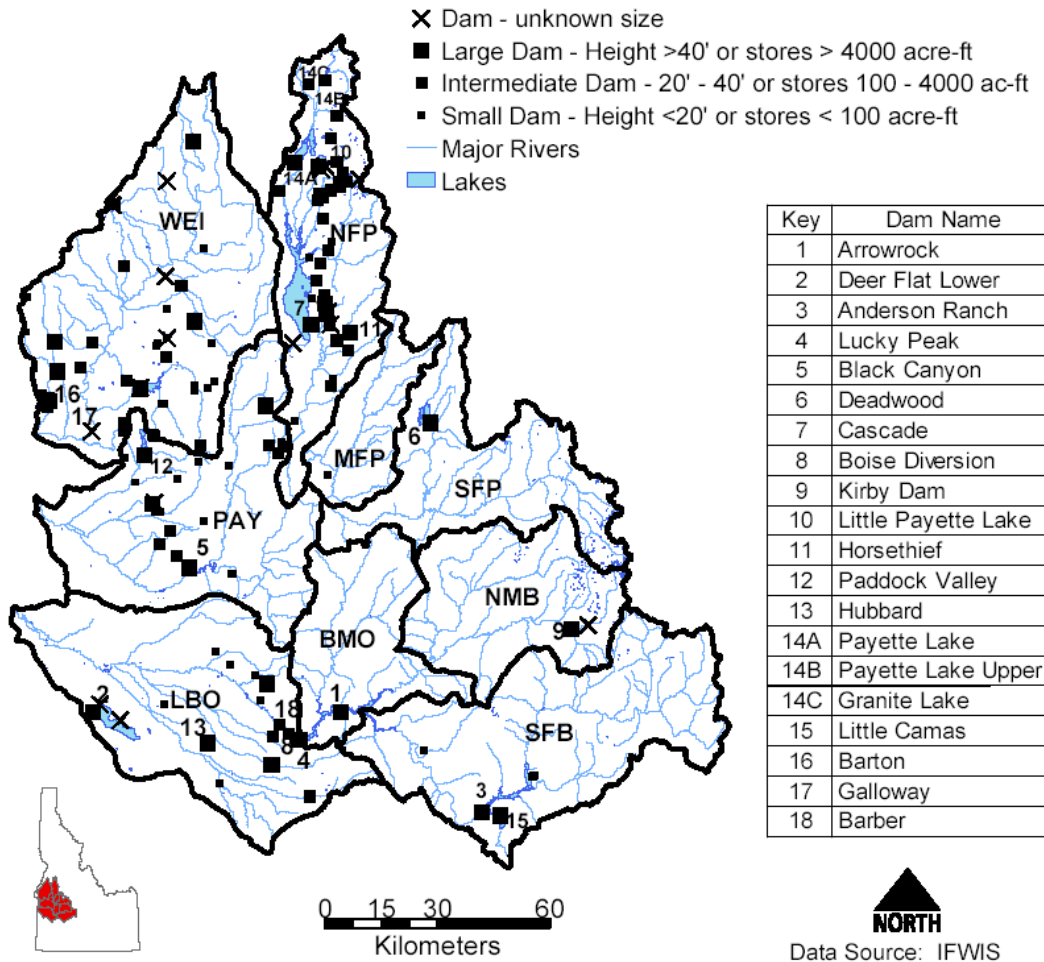 Dam - unknown size
Large Dam - Height >40' or stores > 4000 acre-ft
Intermediate Dam - 20' - 40' or stores 100 - 4000 ac-ft
Small Dam - Height <20' or stores < 100 acre-ft
Major Rivers
Lakes
14C
14B
10
14A
WEI
NFP
7
11
16
17
6
12
MFP
SFP
PAY
5
NMB
9
BMO
2
LBO
1
18
13
8
4
SFB
3
15
Key Dam Name
1 Arrowrock
2 Deer Flat Lower
3 Anderson Ranch
4 Lucky Peak
5 Black Canyon
6 Deadwood
7 Cascade
8 Boise Diversion
9 Kirby Dam
10 Little Payette Lake
11 Horsethief
12 Paddock Valley
13 Hubbard
14A Payette Lake
14B Payette Lake Upper
14C Granite Lake
15 Little Camas
16 Barton
17 Galloway
18 Barber
0 15 30 60
Kilometers
NORTH
Data Source: IFWIS